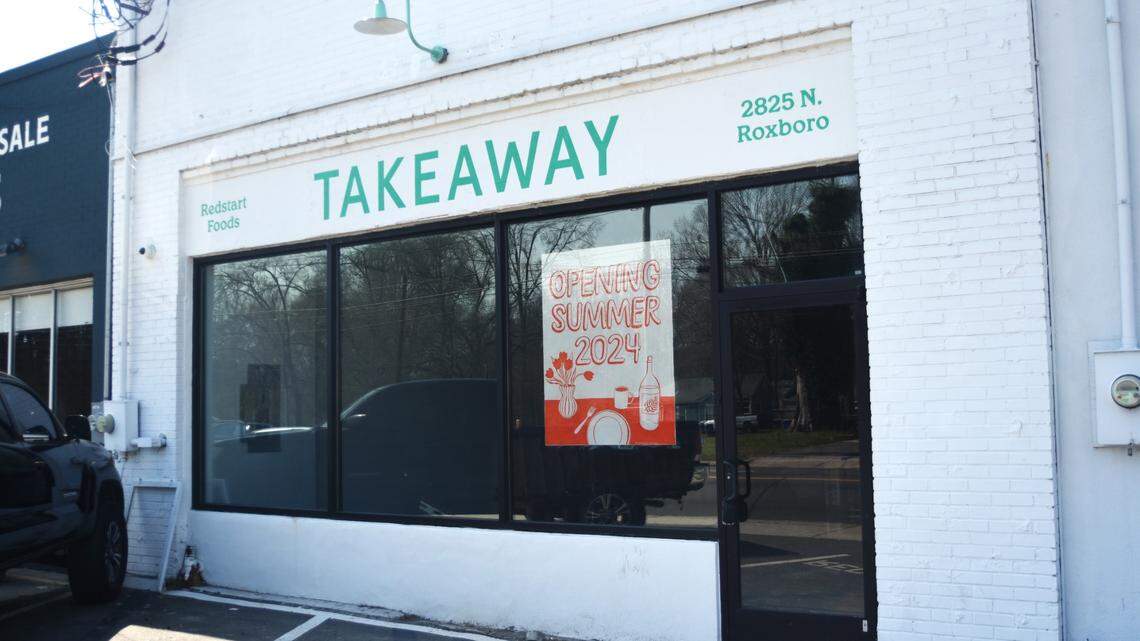 SALE
Redstart
Foods
TAKEAWAY
2825 N.
Roxboro
OPENING
SUMMER
2024